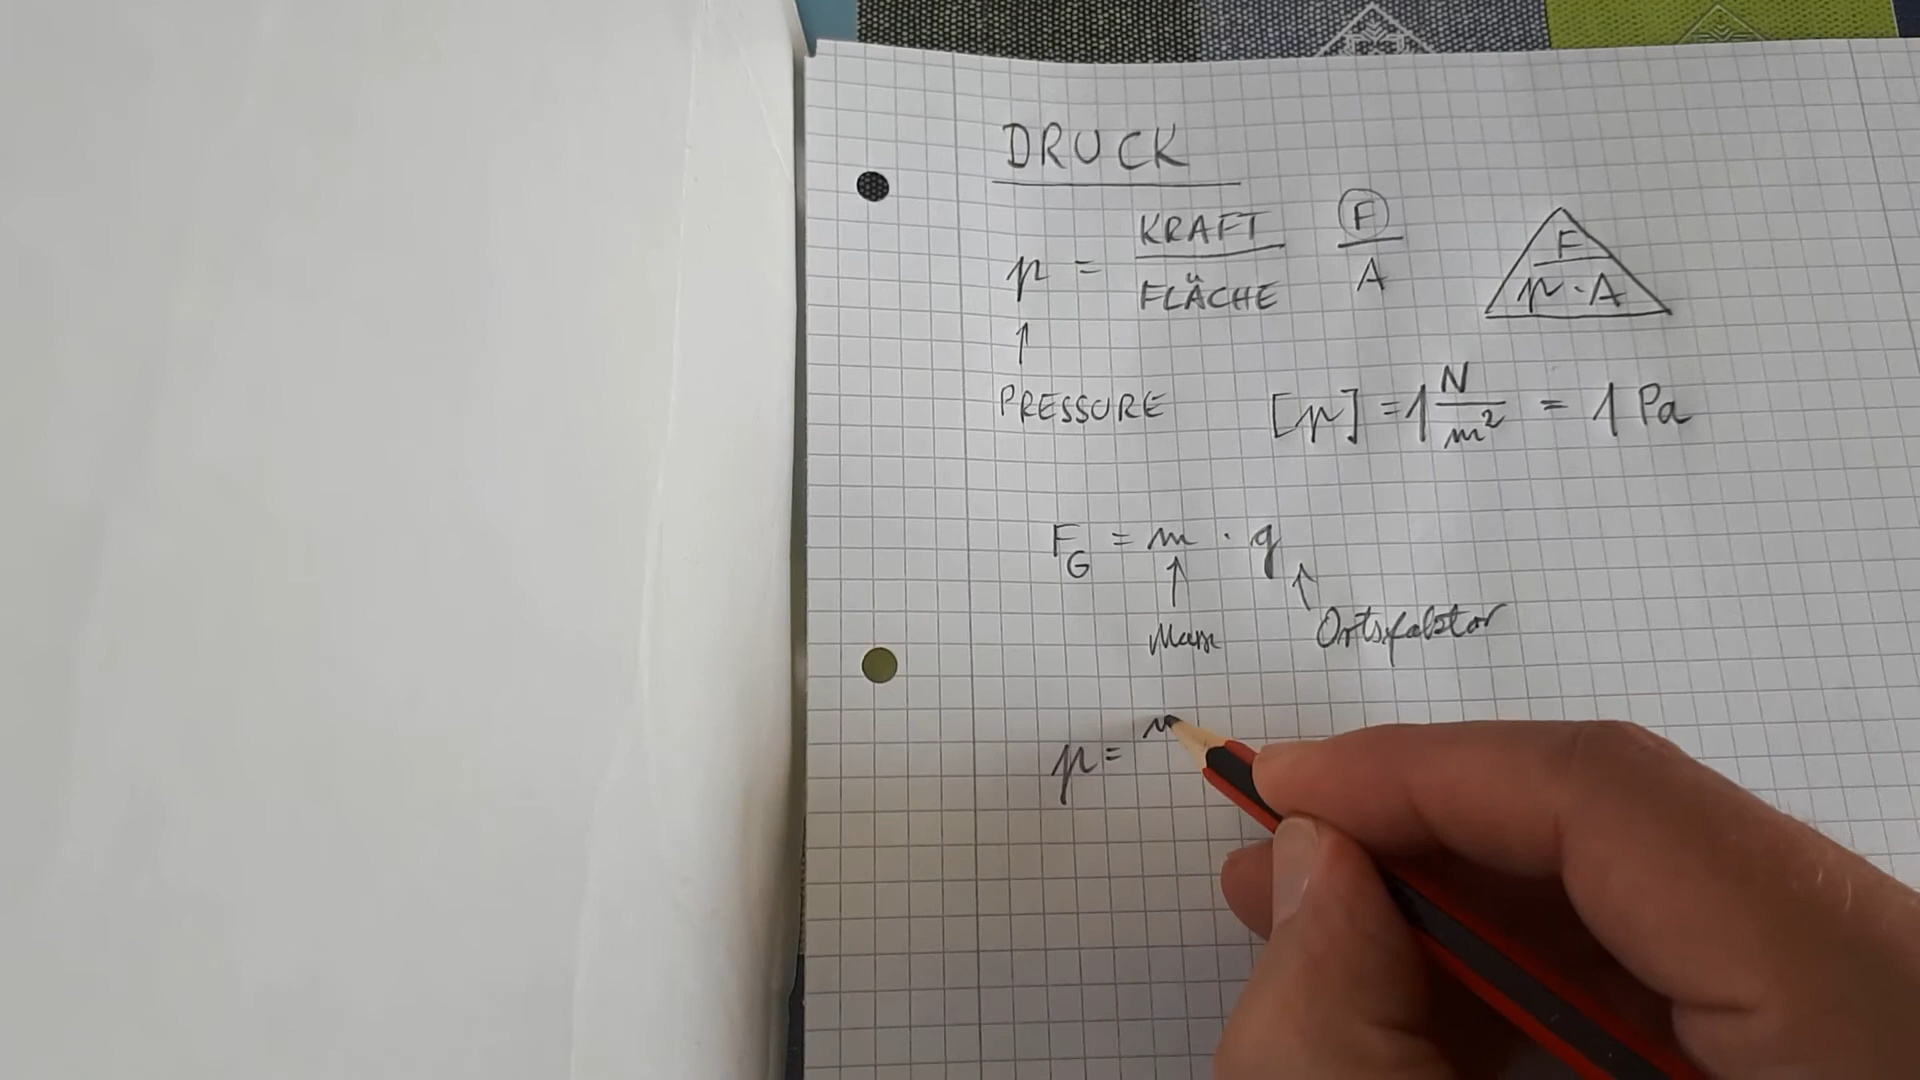 DRUCK
p = KRAFT / FLÄCHE F / A
F / p · A
↑
PRESSURE [p] = 1 N / m² = 1 Pa
F_G = m · g
↑ ↑
Masse Ortsfaktor
p = m